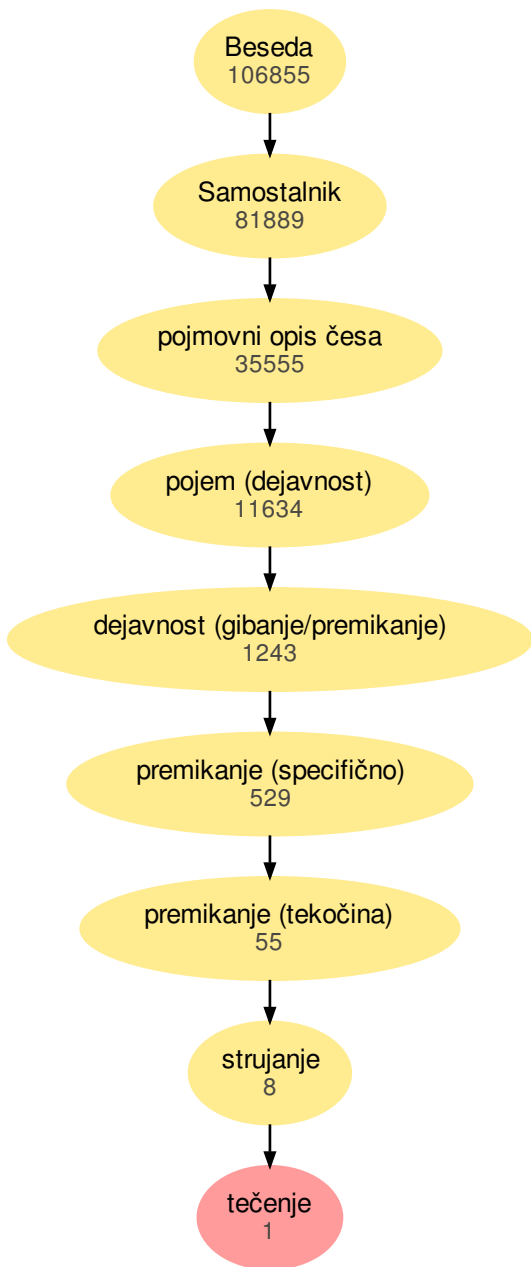 Beseda
106855
Samostalnik
81889
pojmovni opis česa
35555
pojem (dejavnost)
11634
dejavnost (gibanje/premikanje)
1243
premikanje (specifično)
529
premikanje (tekočina)
55
strujanje
8
tečenje
1